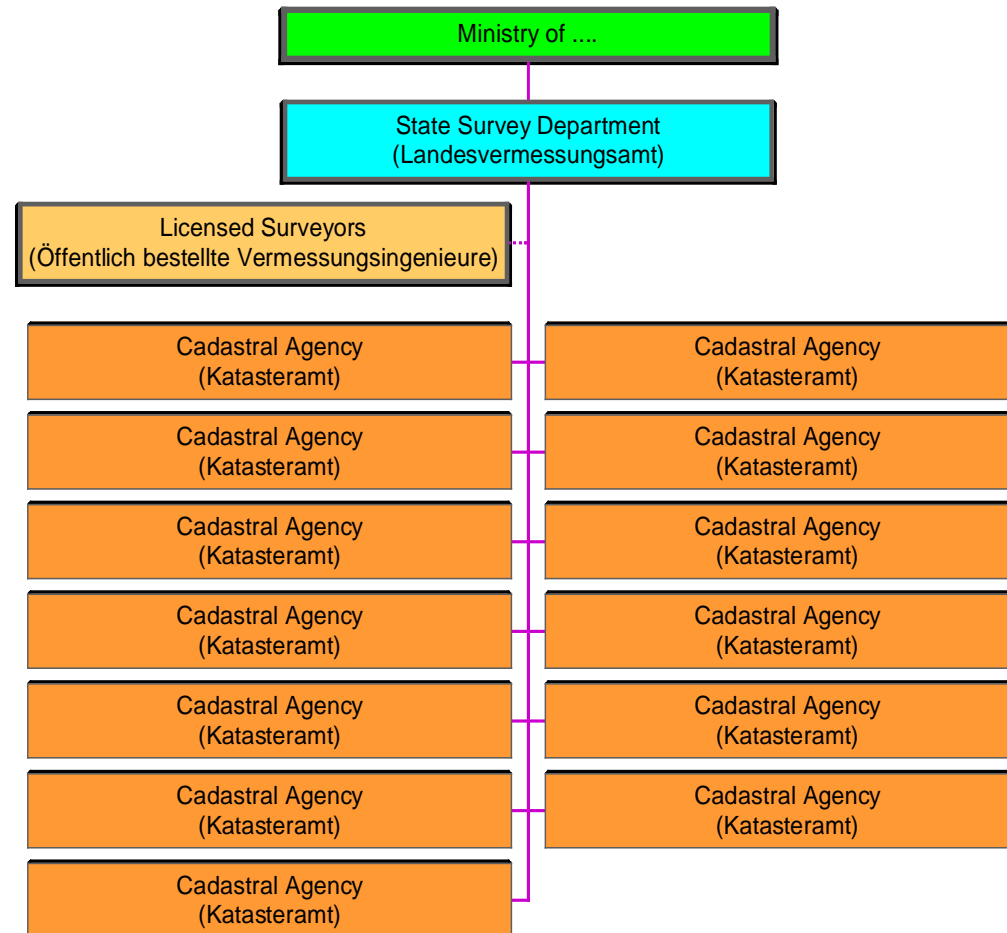 Ministry of ....
State Survey Department
(Landesvermessungsamt)
Licensed Surveyors
(Öffentlich bestellte Vermessungsingenieure)
Cadastral Agency
(Katasteramt)
Cadastral Agency
(Katasteramt)
Cadastral Agency
(Katasteramt)
Cadastral Agency
(Katasteramt)
Cadastral Agency
(Katasteramt)
Cadastral Agency
(Katasteramt)
Cadastral Agency
(Katasteramt)
Cadastral Agency
(Katasteramt)
Cadastral Agency
(Katasteramt)
Cadastral Agency
(Katasteramt)
Cadastral Agency
(Katasteramt)
Cadastral Agency
(Katasteramt)
Cadastral Agency
(Katasteramt)